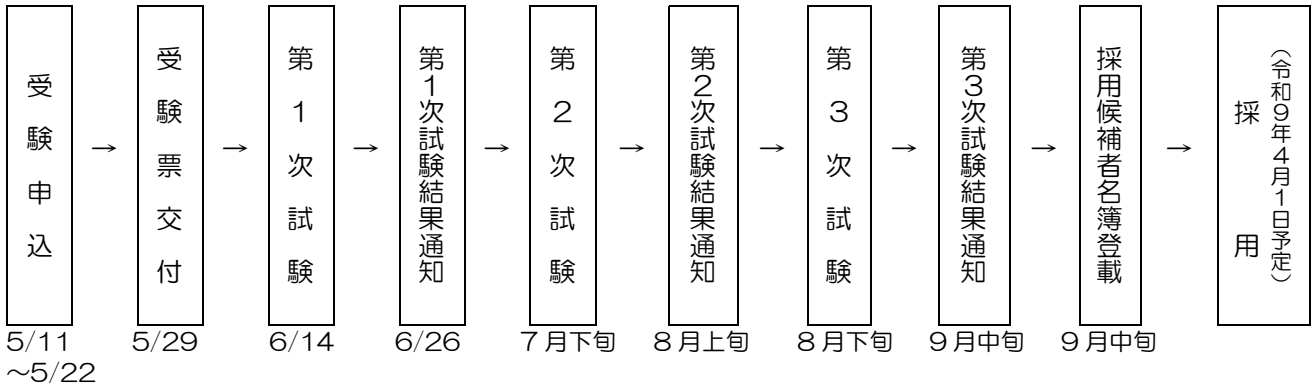 受験申込
→
受験票交付
→
第1次試験
→
第1次試験結果通知
→
第2次試験
→
第2次試験結果通知
→
第3次試験
→
第3次試験結果通知
→
採用候補者名簿登載
→
採用
（令和9年4月1日予定）
5/11
～5/22
5/29
6/14
6/26
7月下旬
8月上旬
8月下旬
9月中旬
9月中旬